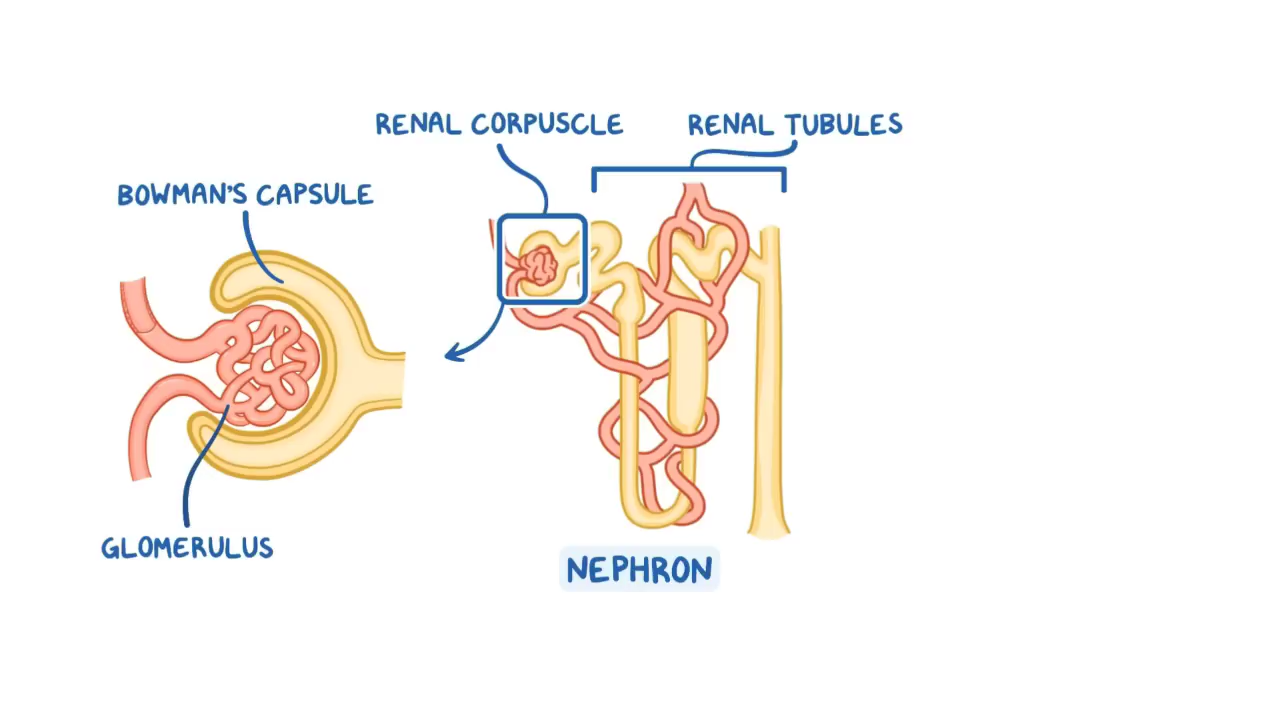 RENAL CORPUSCLE
RENAL TUBULES
BOWMAN'S CAPSULE
GLOMERULUS
NEPHRON